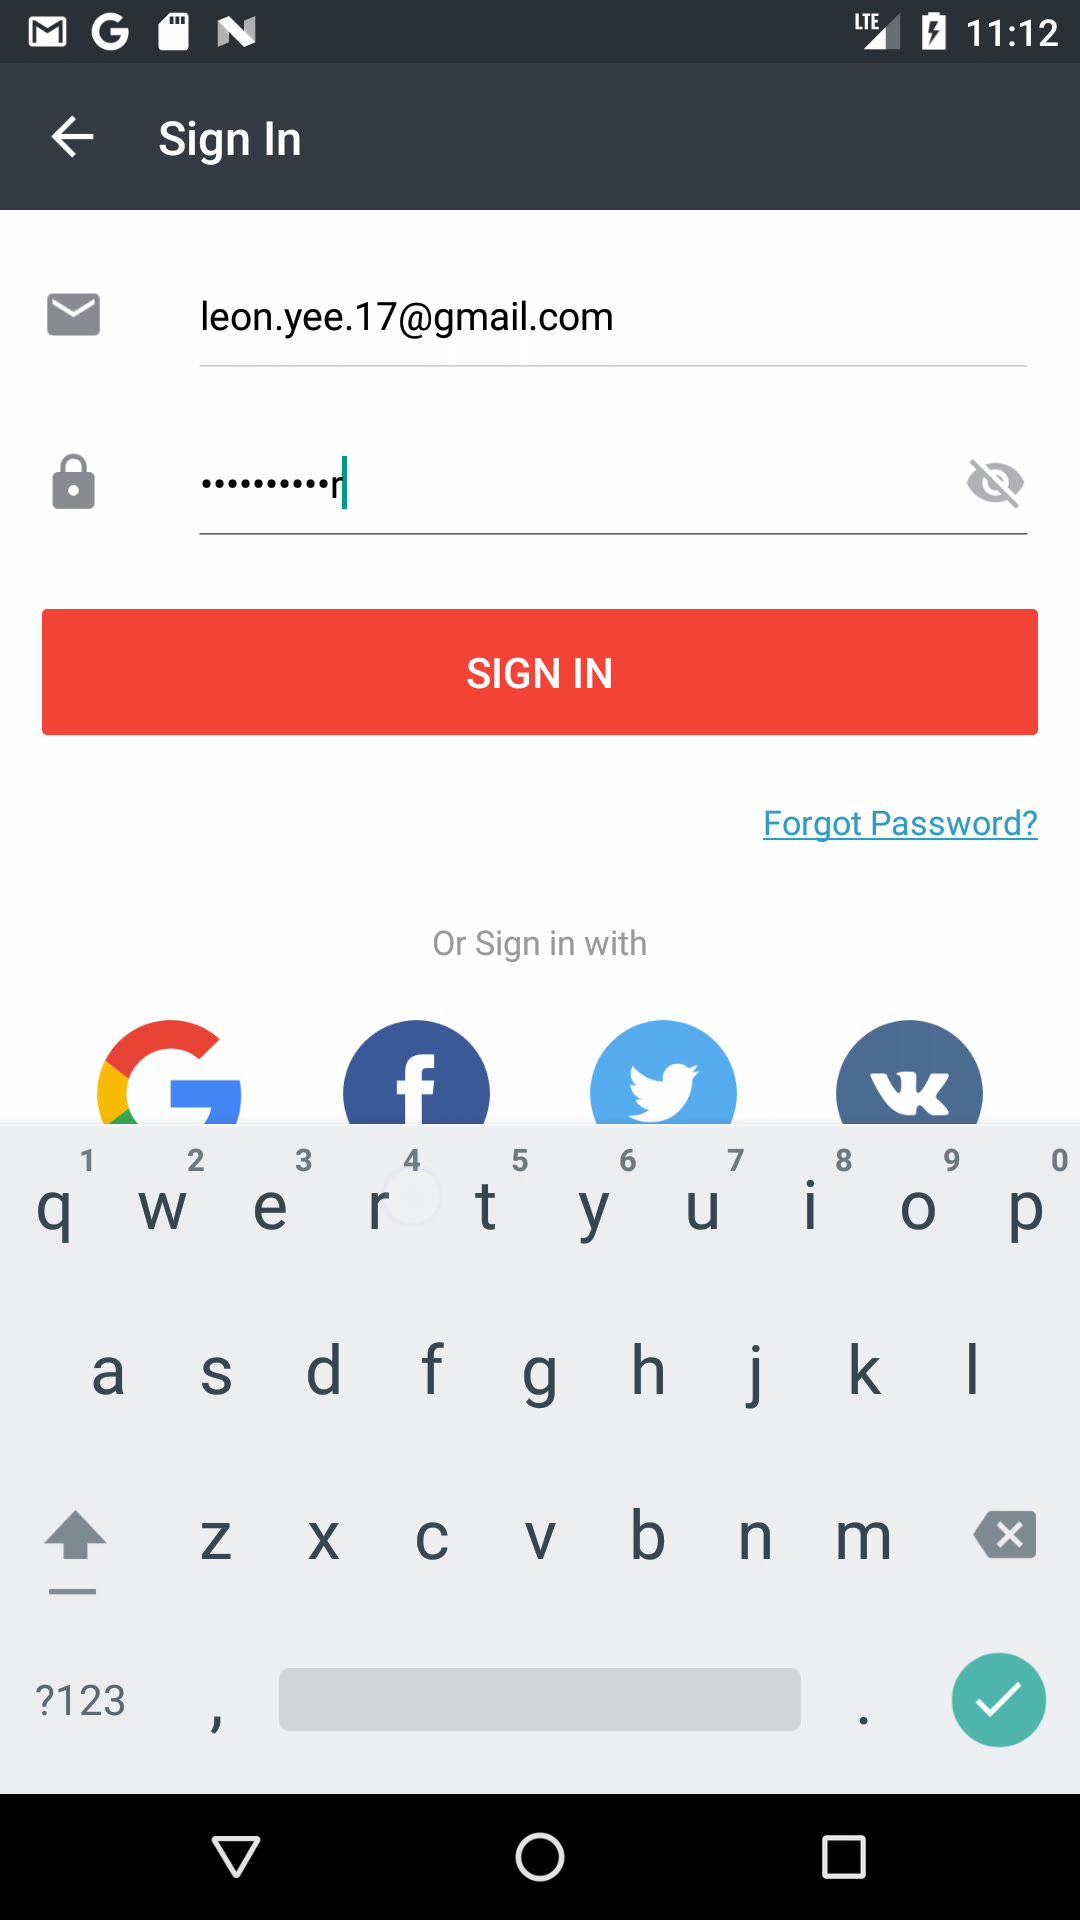 LTE 11:12
Sign In
leon.yee.17@gmail.com
••••••••••r
SIGN IN
Forgot Password?
Or Sign in with
1 2 3 4 5 6 7 8 9 0
q w e r t y u i o p
a s d f g h j k l
z x c v b n m
?123 , .